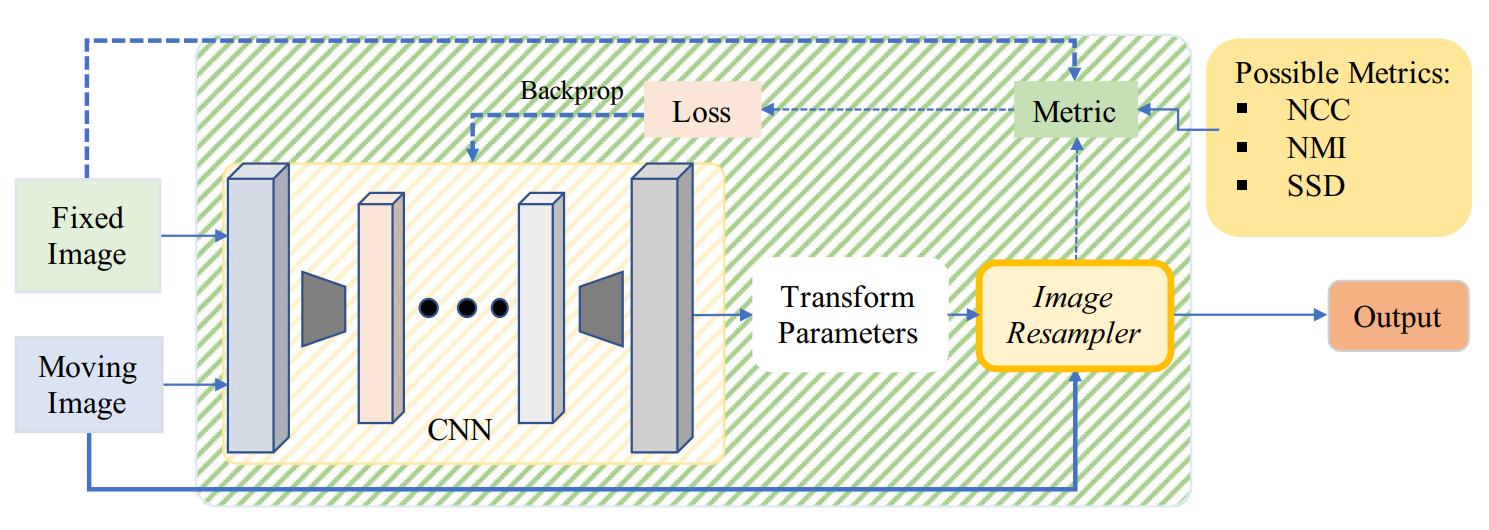 Possible Metrics:
▪ NCC
▪ NMI
▪ SSD
Backprop
Loss
Metric
Fixed
Image
Moving
Image
CNN
Transform
Parameters
Image
Resampler
Output